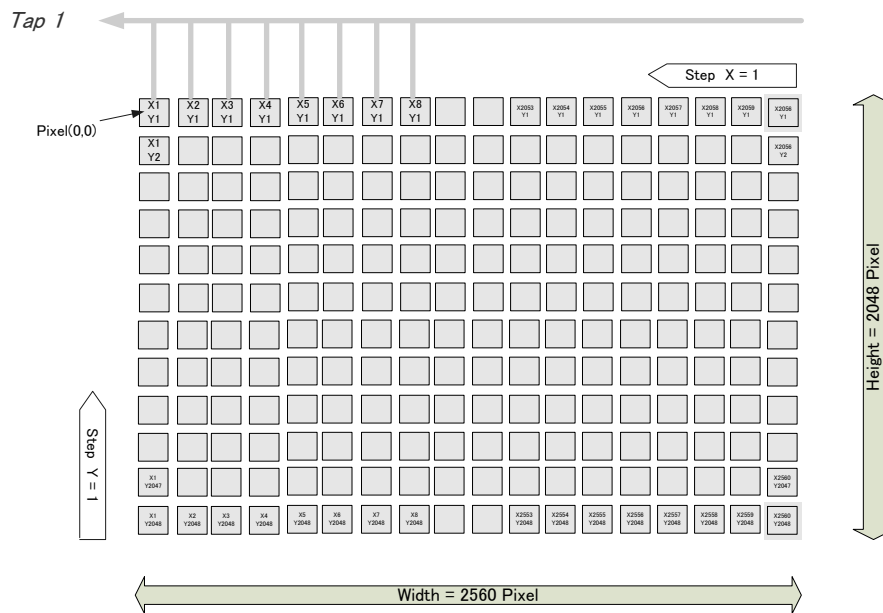 Tap 1
Step X = 1
X1 X2 X3 X4 X5 X6 X7 X8 X2053 X2054 X2055 X2056 X2057 X2058 X2059 X2056
Y1 Y1 Y1 Y1 Y1 Y1 Y1 Y1 Y1 Y1 Y1 Y1 Y1 Y1 Y1 Y1
Pixel(0,0)
X1 X2056
Y2 Y2
Height = 2048 Pixel
Step Y = 1
X1 X2560
Y2047 Y2047
X1 X2 X3 X4 X5 X6 X7 X8 X2553 X2554 X2555 X2556 X2557 X2558 X2559 X2560
Y2048 Y2048 Y2048 Y2048 Y2048 Y2048 Y2048 Y2048 Y2048 Y2048 Y2048 Y2048 Y2048 Y2048 Y2048 Y2048
Width = 2560 Pixel